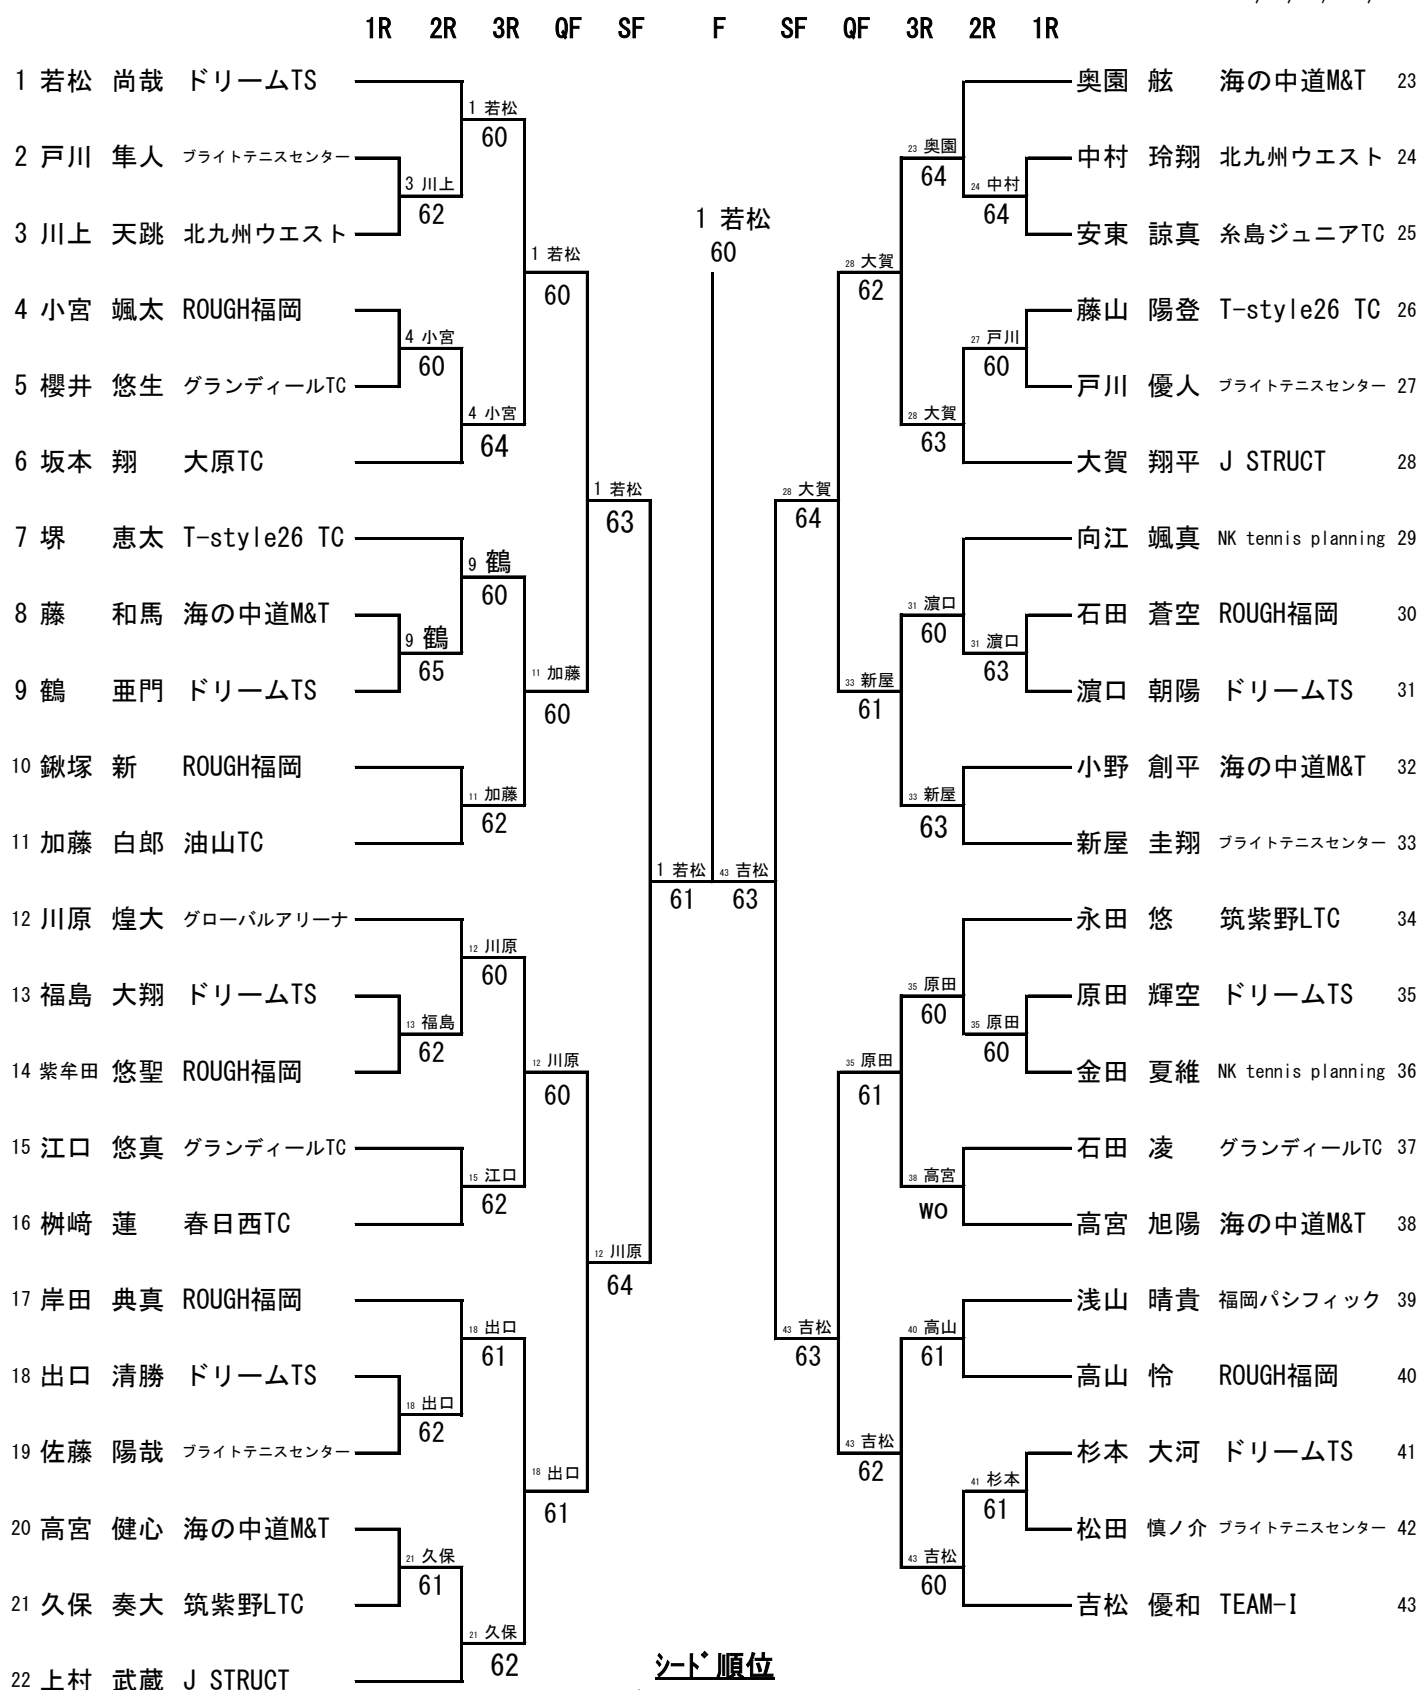 1R 2R 3R QF SF F SF QF 3R 2R 1R
1 若松 尚哉 ドリームTS
2 戸川 隼人 ブライトテニスセンター
3 川上 天跳 北九州ウエスト
4 小宮 颯太 ROUGH福岡
5 櫻井 悠生 グランディールTC
6 坂本 翔 大原TC
7 堺 恵太 T-style26 TC
8 藤 和馬 海の中道M&T
9 鶴 亜門 ドリームTS
10 鍬塚 新 ROUGH福岡
11 加藤 白郎 油山TC
12 川原 煌大 グローバルアリーナ
13 福島 大翔 ドリームTS
14 紫牟田 悠聖 ROUGH福岡
15 江口 悠真 グランディールTC
16 桝﨑 蓮 春日西TC
17 岸田 典真 ROUGH福岡
18 出口 清勝 ドリームTS
19 佐藤 陽哉 ブライトテニスセンター
20 高宮 健心 海の中道M&T
21 久保 奏大 筑紫野LTC
22 上村 武蔵 J STRUCT
3 川上
62
4 小宮
60
9 鶴
65
13 福島
62
18 出口
62
21 久保
61
1 若松
60
4 小宮
64
9 鶴
60
11 加藤
62
12 川原
60
15 江口
62
18 出口
61
21 久保
62
1 若松
60
11 加藤
60
12 川原
60
18 出口
61
1 若松
63
12 川原
64
1 若松
61
1 若松
60
43 吉松
63
28 大賀
64
43 吉松
63
28 大賀
62
33 新屋
61
35 原田
61
43 吉松
62
23 奥園
64
28 大賀
63
31 濵口
60
33 新屋
63
35 原田
60
38 高宮
WO
40 高山
61
43 吉松
60
24 中村
64
27 戸川
60
31 濵口
63
35 原田
60
41 杉本
61
奥園 舷 海の中道M&T 23
中村 玲翔 北九州ウエスト 24
安東 諒真 糸島ジュニアTC 25
藤山 陽登 T-style26 TC 26
戸川 優人 ブライトテニスセンター 27
大賀 翔平 J STRUCT 28
向江 颯真 NK tennis planning 29
石田 蒼空 ROUGH福岡 30
濵口 朝陽 ドリームTS 31
小野 創平 海の中道M&T 32
新屋 圭翔 ブライトテニスセンター 33
永田 悠 筑紫野LTC 34
原田 輝空 ドリームTS 35
金田 夏維 NK tennis planning 36
石田 凌 グランディールTC 37
高宮 旭陽 海の中道M&T 38
浅山 晴貴 福岡パシフィック 39
高山 怜 ROUGH福岡 40
杉本 大河 ドリームTS 41
松田 慎ノ介 ブライトテニスセンター 42
吉松 優和 TEAM-I 43
ｼｰﾄﾞ順位